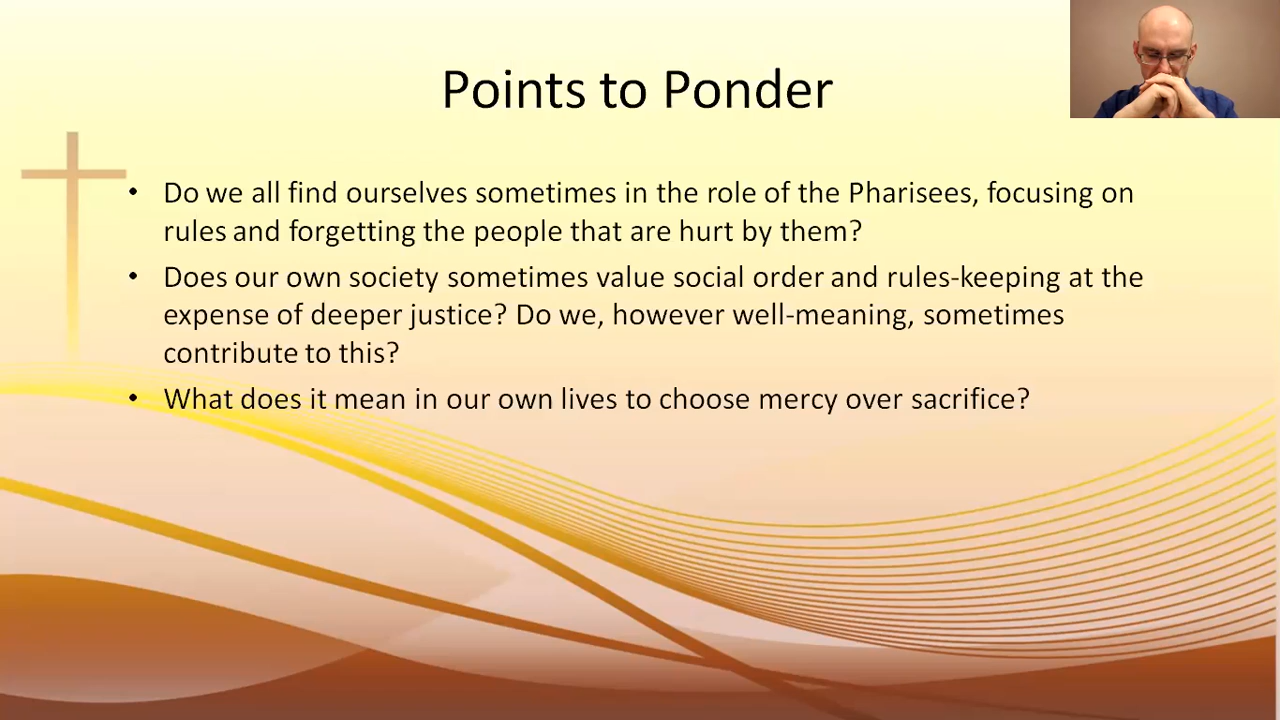 Points to Ponder
• Do we all find ourselves sometimes in the role of the Pharisees, focusing on
rules and forgetting the people that are hurt by them?
• Does our own society sometimes value social order and rules-keeping at the
expense of deeper justice? Do we, however well-meaning, sometimes
contribute to this?
• What does it mean in our own lives to choose mercy over sacrifice?